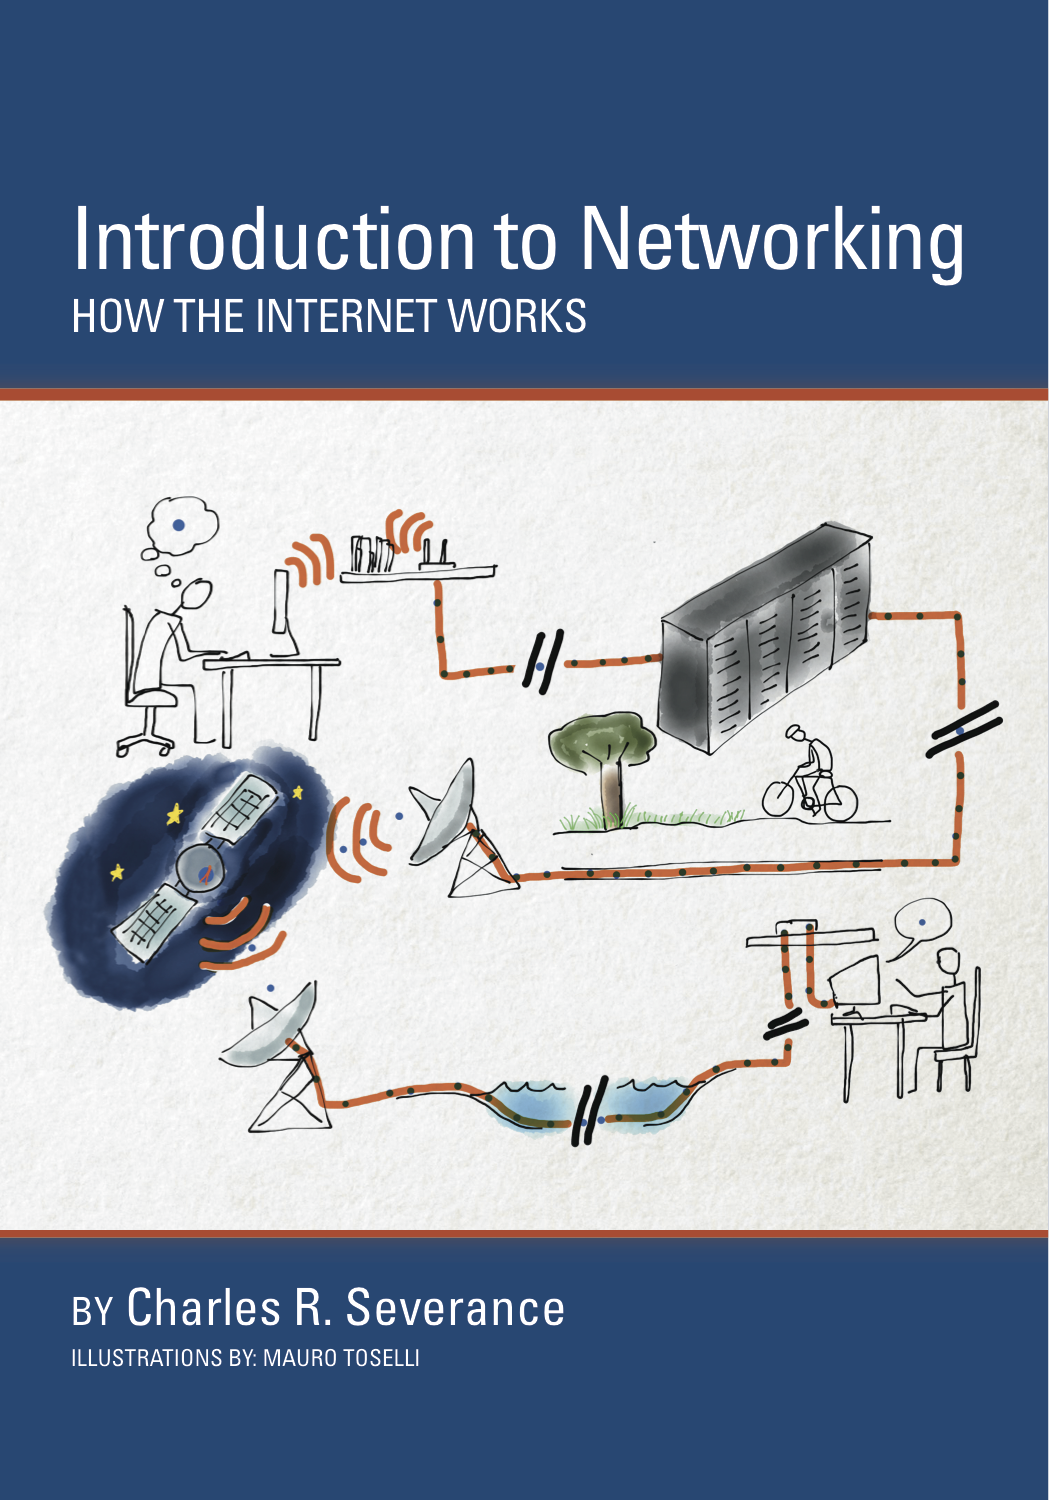 Introduction to Networking
HOW THE INTERNET WORKS
BY Charles R. Severance
ILLUSTRATIONS BY: MAURO TOSELLI